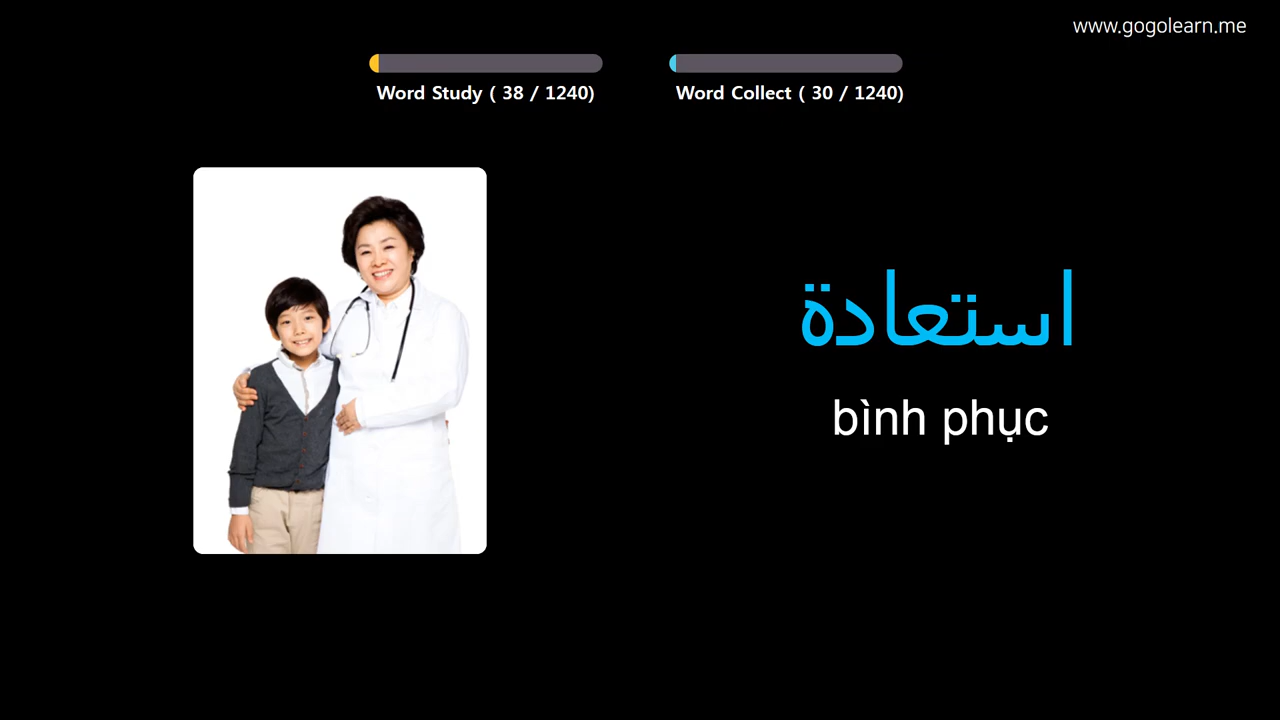 www.gogolearn.me
Word Study ( 38 / 1240)
Word Collect ( 30 / 1240)
استعادة
bình phục